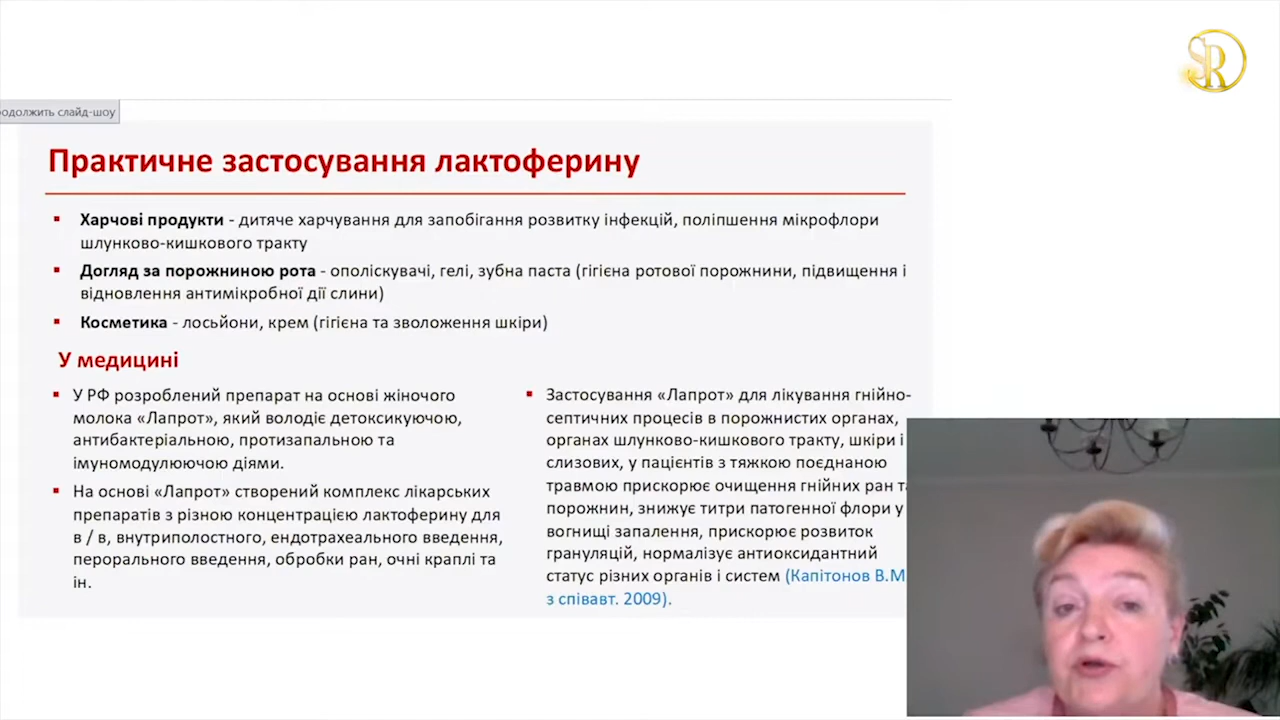 SR
родолжить слайд-шоу
Практичне застосування лактоферину
▪ Харчові продукти - дитяче харчування для запобігання розвитку інфекцій, поліпшення мікрофлори
шлунково-кишкового тракту
▪ Догляд за порожниною рота - ополіскувачі, гелі, зубна паста (гігієна ротової порожнини, підвищення і
відновлення антимікробної дії слини)
▪ Косметика - лосьйони, крем (гігієна та зволоження шкіри)
У медицині
▪ У РФ розроблений препарат на основі жіночого
молока «Лапрот», який володіє детоксикуючою,
антибактеріальною, протизапальною та
імуномодулюючою діями.
▪ На основі «Лапрот» створений комплекс лікарських
препаратів з різною концентрацією лактоферину для
в / в, внутриполостного, ендотрахеального введення,
перорального введення, обробки ран, очні краплі та
ін.
▪ Застосування «Лапрот» для лікування гнійно-
септичних процесів в порожнистих органах,
органах шлунково-кишкового тракту, шкіри і
слизових, у пацієнтів з тяжкою поєднаною
травмою прискорює очищення гнійних ран т
порожнин, знижує титри патогенної флори у
вогнищі запалення, прискорює розвиток
грануляцій, нормалізує антиоксидантний
статус різних органів і систем (Капітонов В.М
з співавт. 2009).